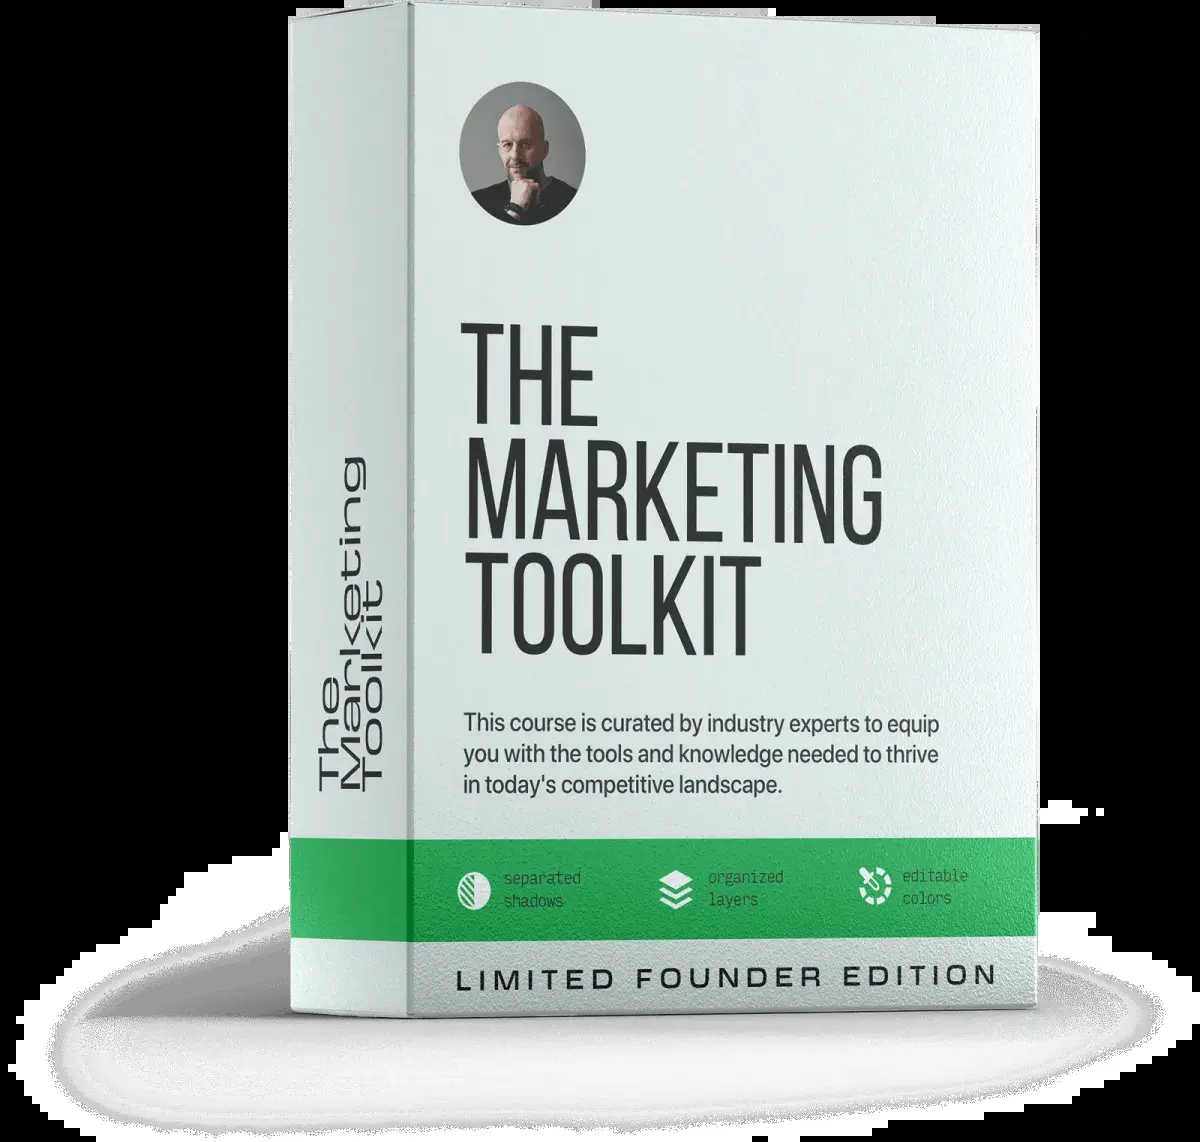 The
Marketing
Toolkit
THE
MARKETING
TOOLKIT
This course is curated by industry experts to equip
you with the tools and knowledge needed to thrive
in today's competitive landscape.
separated
shadows
organized
layers
editable
colors
LIMITED FOUNDER EDITION